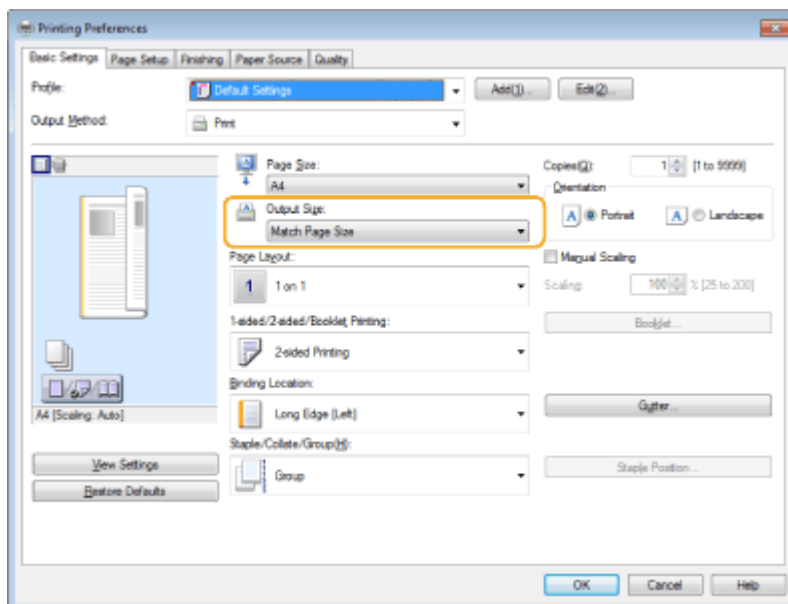 Printing Preferences
Basic Settings Page Setup Finishing Paper Source Quality
Profile: Default Settings Add(1)... Edit(2)...
Output Method: Print
Page Size: Copies(Q): 1 [1 to 9999]
A4 Orientation
Output Size: A Portrait A Landscape
Match Page Size
Page Layout: Manual Scaling
1 1 on 1 Scaling: 100 % [25 to 200]
1-sided/2-sided/Booklet Printing: Booklet...
2-sided Printing
Binding Location:
A4 [Scaling: Auto] Long Edge [Left] Gutter...
Staple/Collate/Group(H):
View Settings Group Staple Position...
Restore Defaults
OK Cancel Help